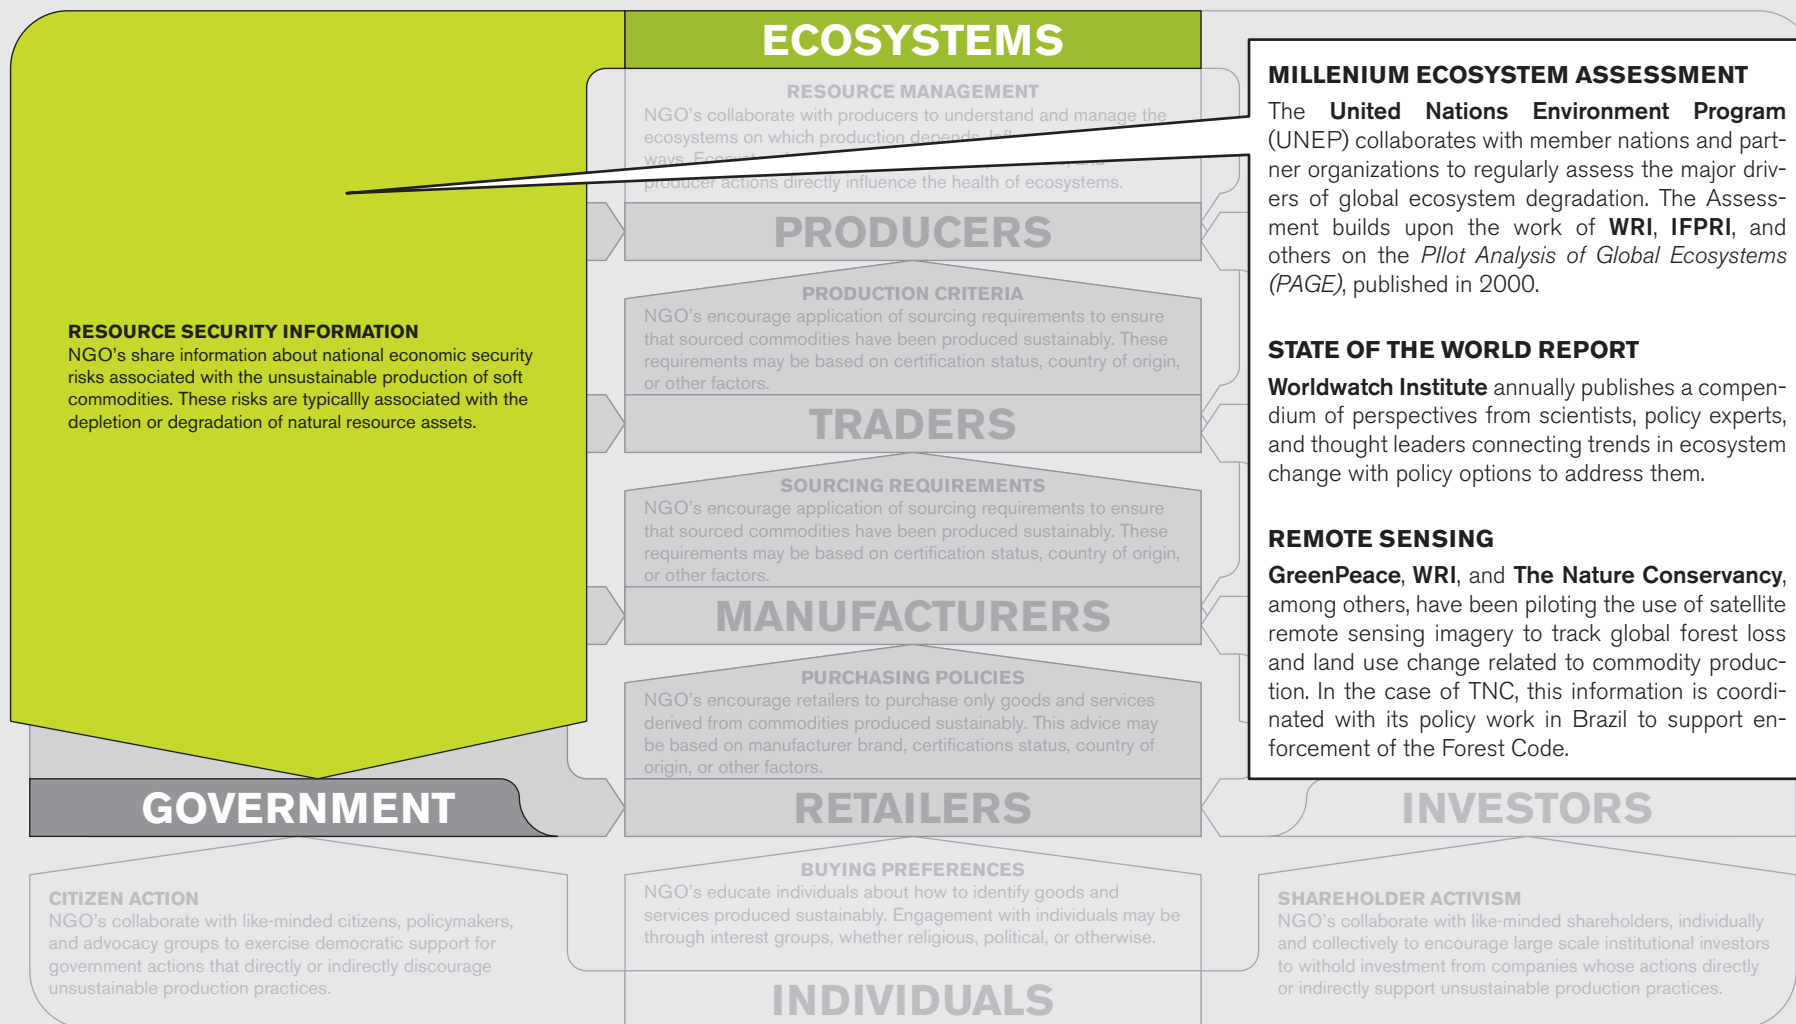 ECOSYSTEMS
RESOURCE MANAGEMENT
NGO's collaborate with producers to understand and manage the
ecosystems on which production depends.
ways.
producer actions directly influence the health of ecosystems.
PRODUCERS
PRODUCTION CRITERIA
NGO's encourage application of sourcing requirements to ensure
that sourced commodities have been produced sustainably. These
requirements may be based on certification status, country of origin,
or other factors.
TRADERS
SOURCING REQUIREMENTS
NGO's encourage application of sourcing requirements to ensure
that sourced commodities have been produced sustainably. These
requirements may be based on certification status, country of origin,
or other factors.
MANUFACTURERS
PURCHASING POLICIES
NGO's encourage retailers to purchase only goods and services
derived from commodities produced sustainably. This advice may
be based on manufacturer brand, certifications status, country of
origin, or other factors.
RETAILERS
BUYING PREFERENCES
NGO's educate individuals about how to identify goods and
services produced sustainably. Engagement with individuals may be
through interest groups, whether religious, political, or otherwise.
INDIVIDUALS
RESOURCE SECURITY INFORMATION
NGO's share information about national economic security
risks associated with the unsustainable production of soft
commodities. These risks are typicallly associated with the
depletion or degradation of natural resource assets.
GOVERNMENT
CITIZEN ACTION
NGO's collaborate with like-minded citizens, policymakers,
and advocacy groups to exercise democratic support for
government actions that directly or indirectly discourage
unsustainable production practices.
MILLENIUM ECOSYSTEM ASSESSMENT
The United Nations Environment Program
(UNEP) collaborates with member nations and part-
ner organizations to regularly assess the major driv-
ers of global ecosystem degradation. The Assess-
ment builds upon the work of WRI, IFPRI, and
others on the PIlot Analysis of Global Ecosystems
(PAGE), published in 2000.
STATE OF THE WORLD REPORT
Worldwatch Institute annually publishes a compen-
dium of perspectives from scientists, policy experts,
and thought leaders connecting trends in ecosystem
change with policy options to address them.
REMOTE SENSING
GreenPeace, WRI, and The Nature Conservancy,
among others, have been piloting the use of satellite
remote sensing imagery to track global forest loss
and land use change related to commodity produc-
tion. In the case of TNC, this information is coordi-
nated with its policy work in Brazil to support en-
forcement of the Forest Code.
INVESTORS
SHAREHOLDER ACTIVISM
NGO's collaborate with like-minded shareholders, individually
and collectively to encourage large scale institutional investors
to withold investment from companies whose actions directly
or indirectly support unsustainable production practices.